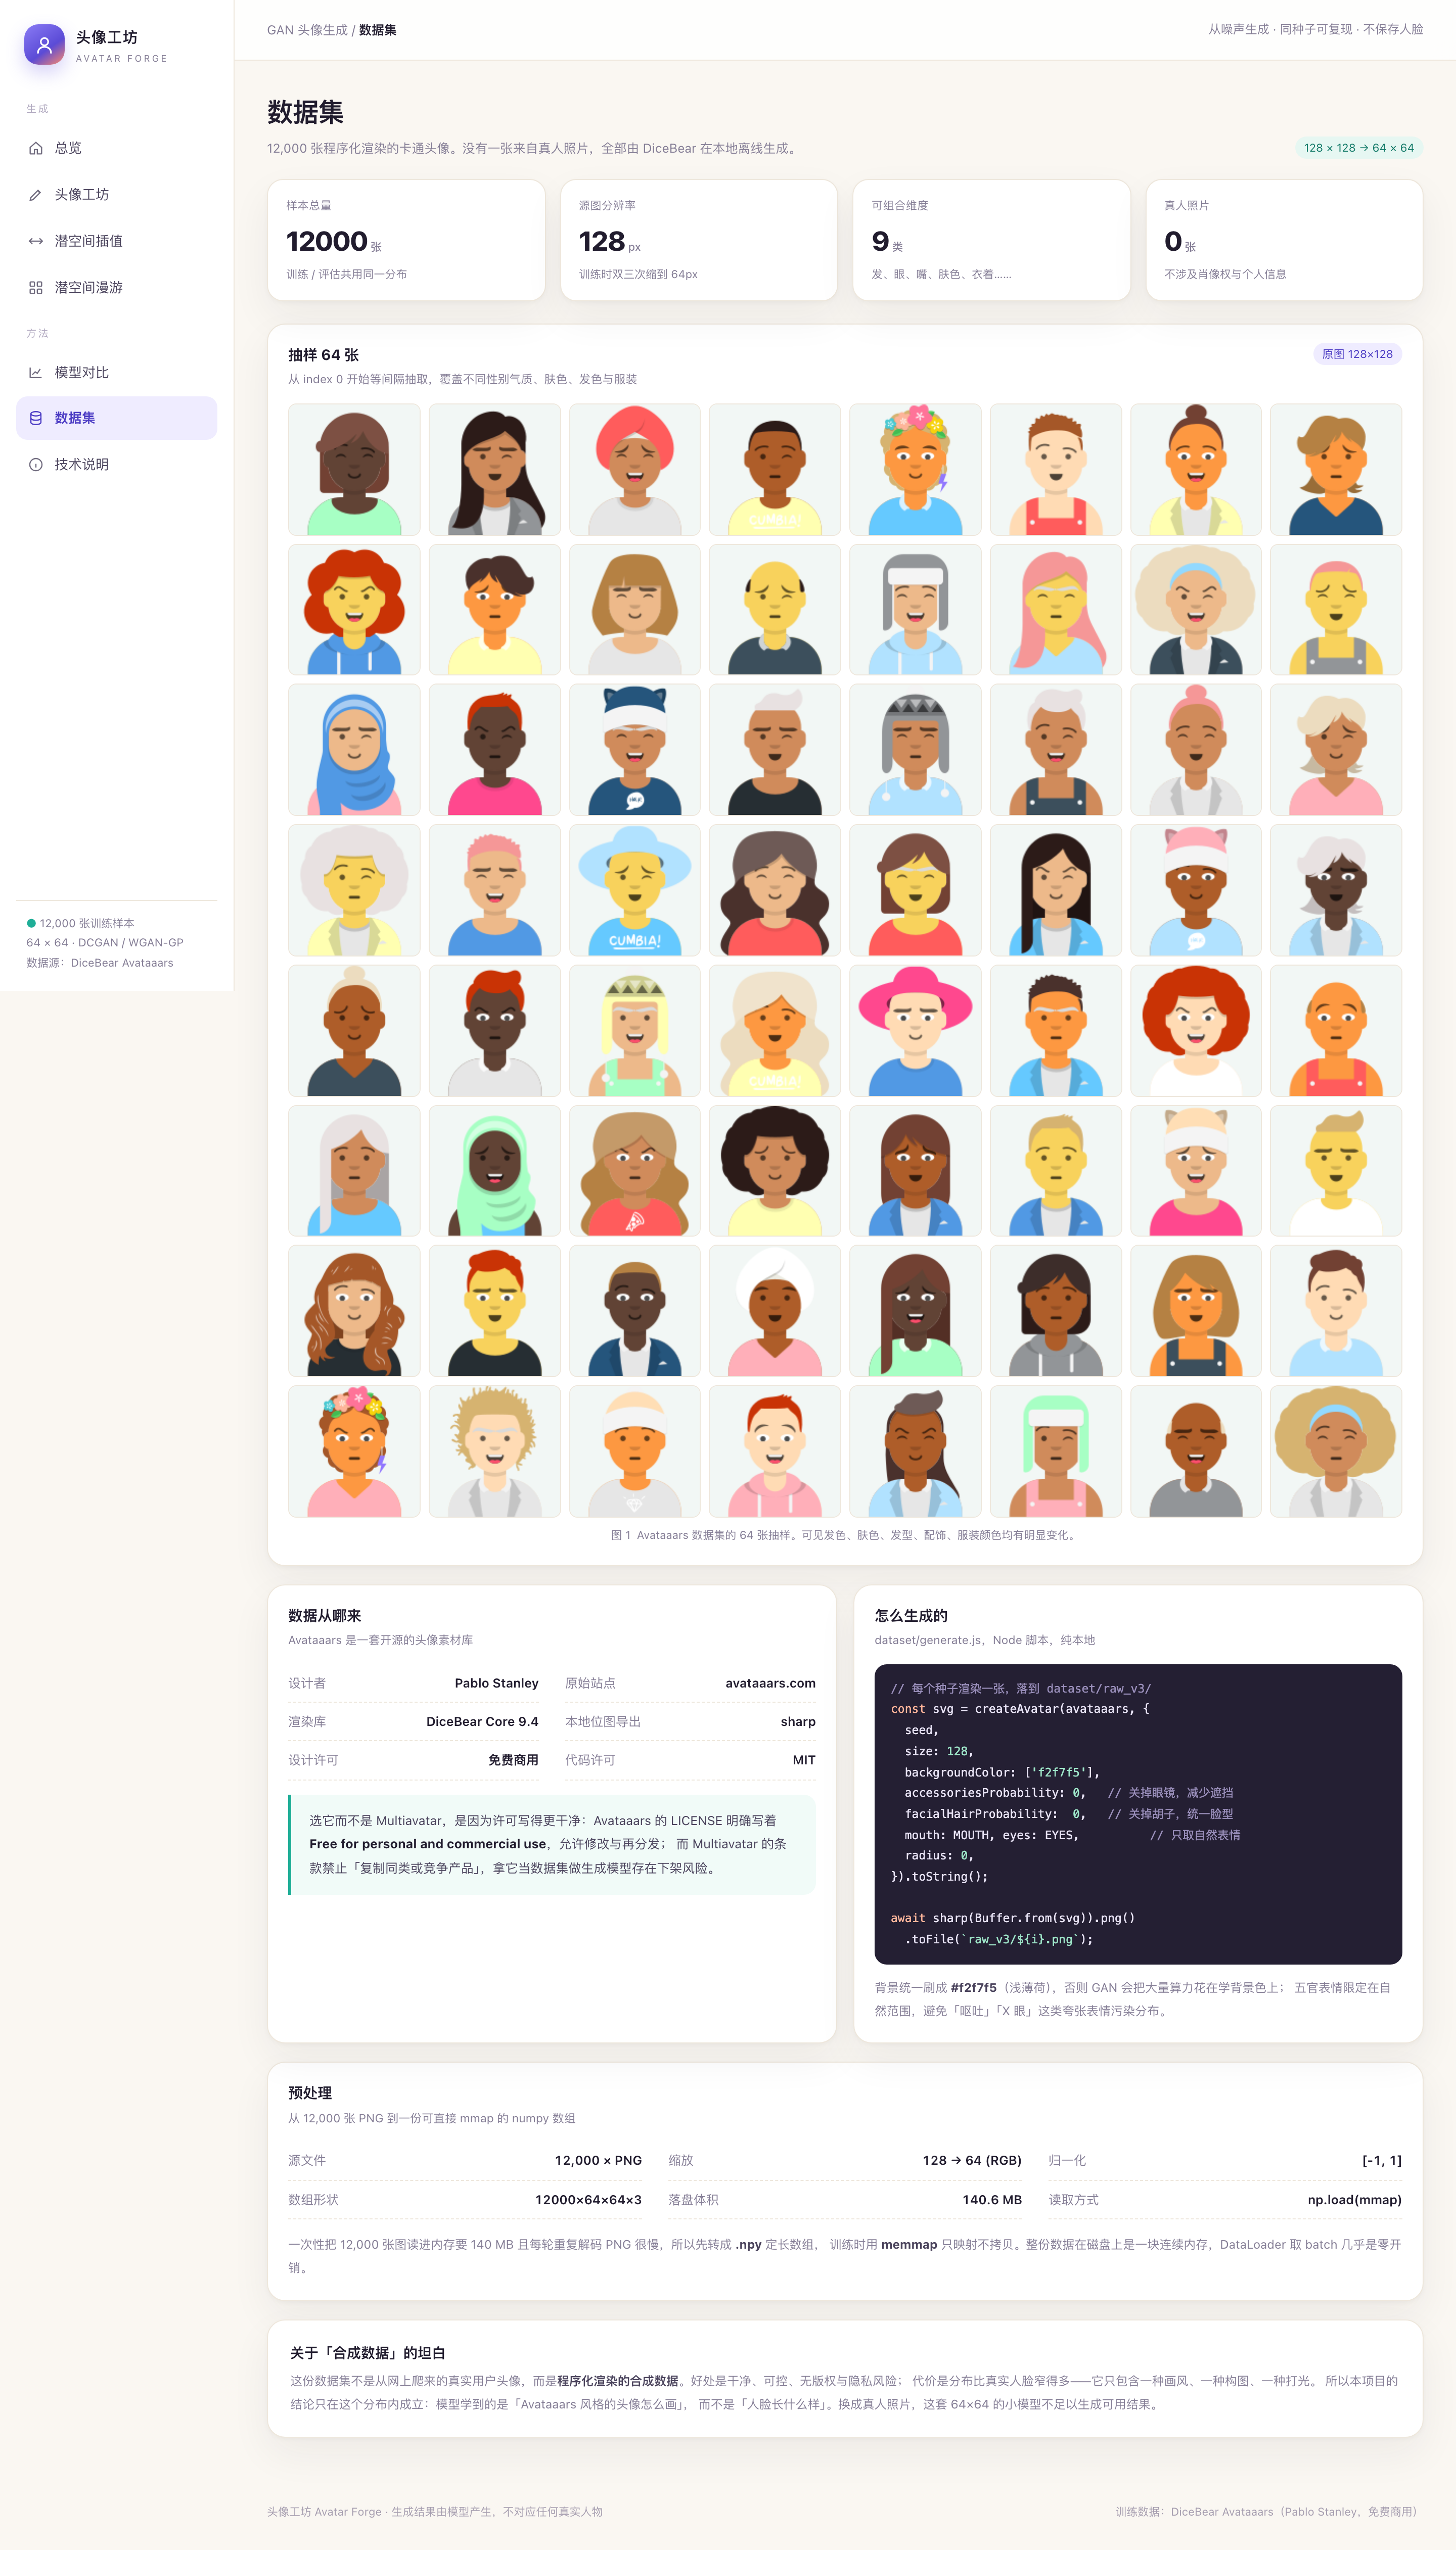 头像工坊
AVATAR FORGE
生成
总览
头像工坊
潜空间插值
潜空间漫游
方法
模型对比
数据集
技术说明
12,000 张训练样本
64 × 64 · DCGAN / WGAN-GP
数据源：DiceBear Avataaars
GAN 头像生成 / 数据集
从噪声生成 · 同种子可复现 · 不保存人脸
数据集
12,000 张程序化渲染的卡通头像。没有一张来自真人照片，全部由 DiceBear 在本地离线生成。
128 × 128 → 64 × 64
样本总量
12000 张
训练 / 评估共用同一分布
源图分辨率
128 px
训练时双三次缩到 64px
可组合维度
9 类
发、眼、嘴、肤色、衣着……
真人照片
0 张
不涉及肖像权与个人信息
抽样 64 张
从 index 0 开始等间隔抽取，覆盖不同性别气质、肤色、发色与服装
原图 128×128
CUMBIA!
CUMBIA!
CUMBIA!
图 1 Avataaars 数据集的 64 张抽样。可见发色、肤色、发型、配饰、服装颜色均有明显变化。
数据从哪来
Avataaars 是一套开源的头像素材库
设计者 Pablo Stanley
原始站点 avataaars.com
渲染库 DiceBear Core 9.4
本地位图导出 sharp
设计许可 免费商用
代码许可 MIT
选它而不是 Multiavatar，是因为许可写得更干净：Avataaars 的 LICENSE 明确写着
Free for personal and commercial use，允许修改与再分发； 而 Multiavatar 的条
款禁止「复制同类或竞争产品」，拿它当数据集做生成模型存在下架风险。
怎么生成的
dataset/generate.js，Node 脚本，纯本地
// 每个种子渲染一张，落到 dataset/raw_v3/
const svg = createAvatar(avataaars, {
seed,
size: 128,
backgroundColor: ['f2f7f5'],
accessoriesProbability: 0, // 关掉眼镜，减少遮挡
facialHairProbability: 0, // 关掉胡子，统一脸型
mouth: MOUTH, eyes: EYES, // 只取自然表情
radius: 0,
}).toString();
await sharp(Buffer.from(svg)).png()
.toFile(`raw_v3/${i}.png`);
背景统一刷成 #f2f7f5（浅薄荷），否则 GAN 会把大量算力花在学背景色上； 五官表情限定在自
然范围，避免「呕吐」「X 眼」这类夸张表情污染分布。
预处理
从 12,000 张 PNG 到一份可直接 mmap 的 numpy 数组
源文件 12,000 × PNG
缩放 128 → 64 (RGB)
归一化 [-1, 1]
数组形状 12000×64×64×3
落盘体积 140.6 MB
读取方式 np.load(mmap)
一次性把 12,000 张图读进内存要 140 MB 且每轮重复解码 PNG 很慢，所以先转成 .npy 定长数组， 训练时用 memmap 只映射不拷贝。整份数据在磁盘上是一块连续内存，DataLoader 取 batch 几乎是零开
销。
关于「合成数据」的坦白
这份数据集不是从网上爬来的真实用户头像，而是程序化渲染的合成数据。好处是干净、可控、无版权与隐私风险； 代价是分布比真实人脸窄得多——它只包含一种画风、一种构图、一种打光。 所以本项目的
结论只在这个分布内成立：模型学到的是「Avataaars 风格的头像怎么画」， 而不是「人脸长什么样」。换成真人照片，这套 64×64 的小模型不足以生成可用结果。
头像工坊 Avatar Forge · 生成结果由模型产生，不对应任何真实人物
训练数据：DiceBear Avataaars（Pablo Stanley，免费商用）